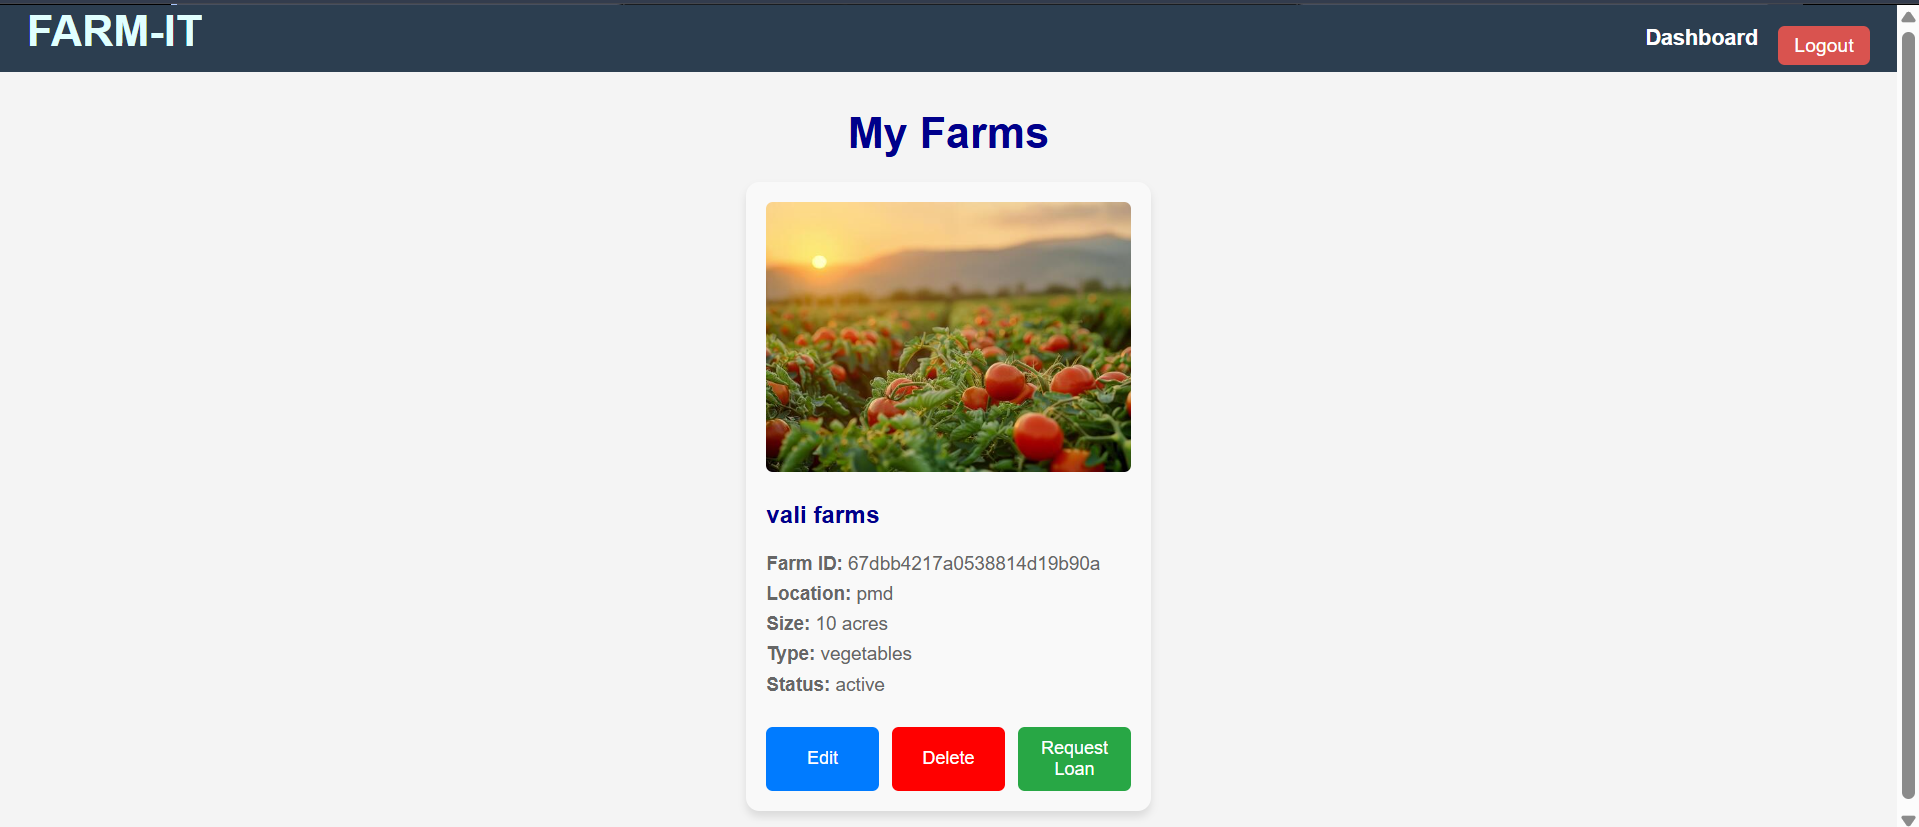 FARM-IT
Dashboard
Logout
My Farms
vali farms
Farm ID: 67dbb4217a0538814d19b90a
Location: pmd
Size: 10 acres
Type: vegetables
Status: active
Edit
Delete
Request
Loan